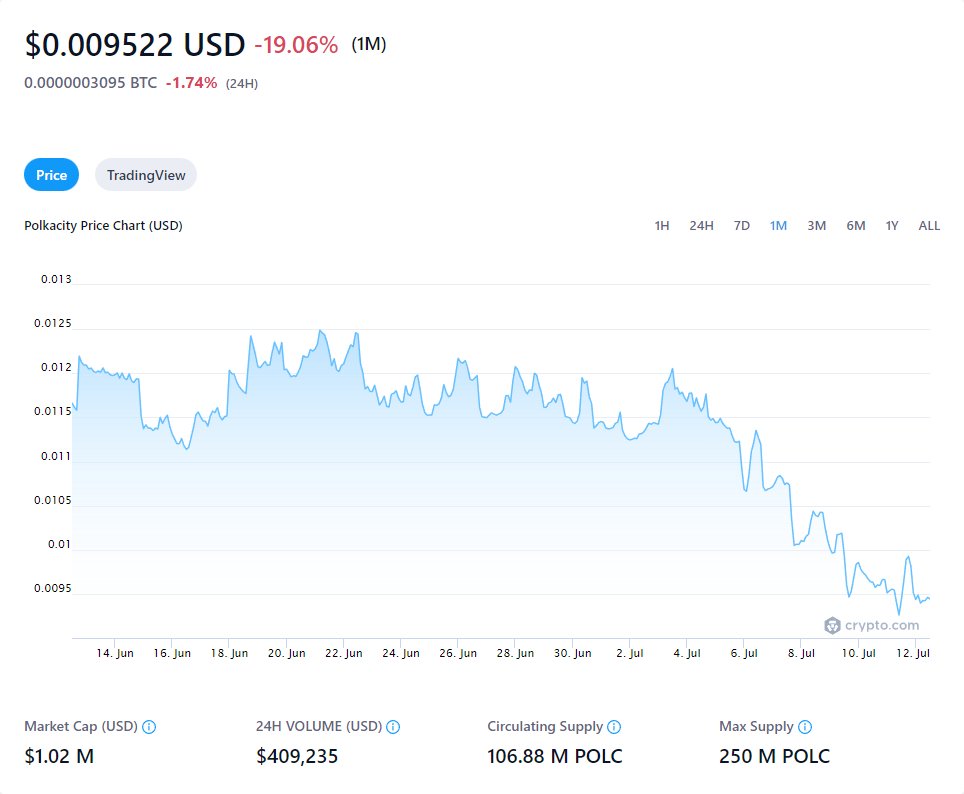 $0.009522 USD -19.06% (1M)
0.0000003095 BTC -1.74% (24H)
Price TradingView
Polkacity Price Chart (USD) 1H 24H 7D 1M 3M 6M 1Y ALL
0.013
0.0125
0.012
0.0115
0.011
0.0105
0.01
0.0095
crypto.com
14. Jun 16. Jun 18. Jun 20. Jun 22. Jun 24. Jun 26. Jun 28. Jun 30. Jun 2. Jul 4. Jul 6. Jul 8. Jul 10. Jul 12. Jul
Market Cap (USD) 24H VOLUME (USD) Circulating Supply Max Supply
$1.02 M $409,235 106.88 M POLC 250 M POLC